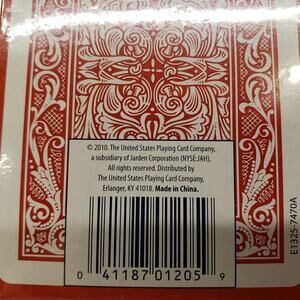 © 2010. The United States Playing Card Company,
a subsidiary of Jarden Corporation (NYSE:JAH).
All rights reserved. Distributed by
The United States Playing Card Company,
Erlanger, KY 41018. Made in China.
0 41187 01205 9
E1325-7470A